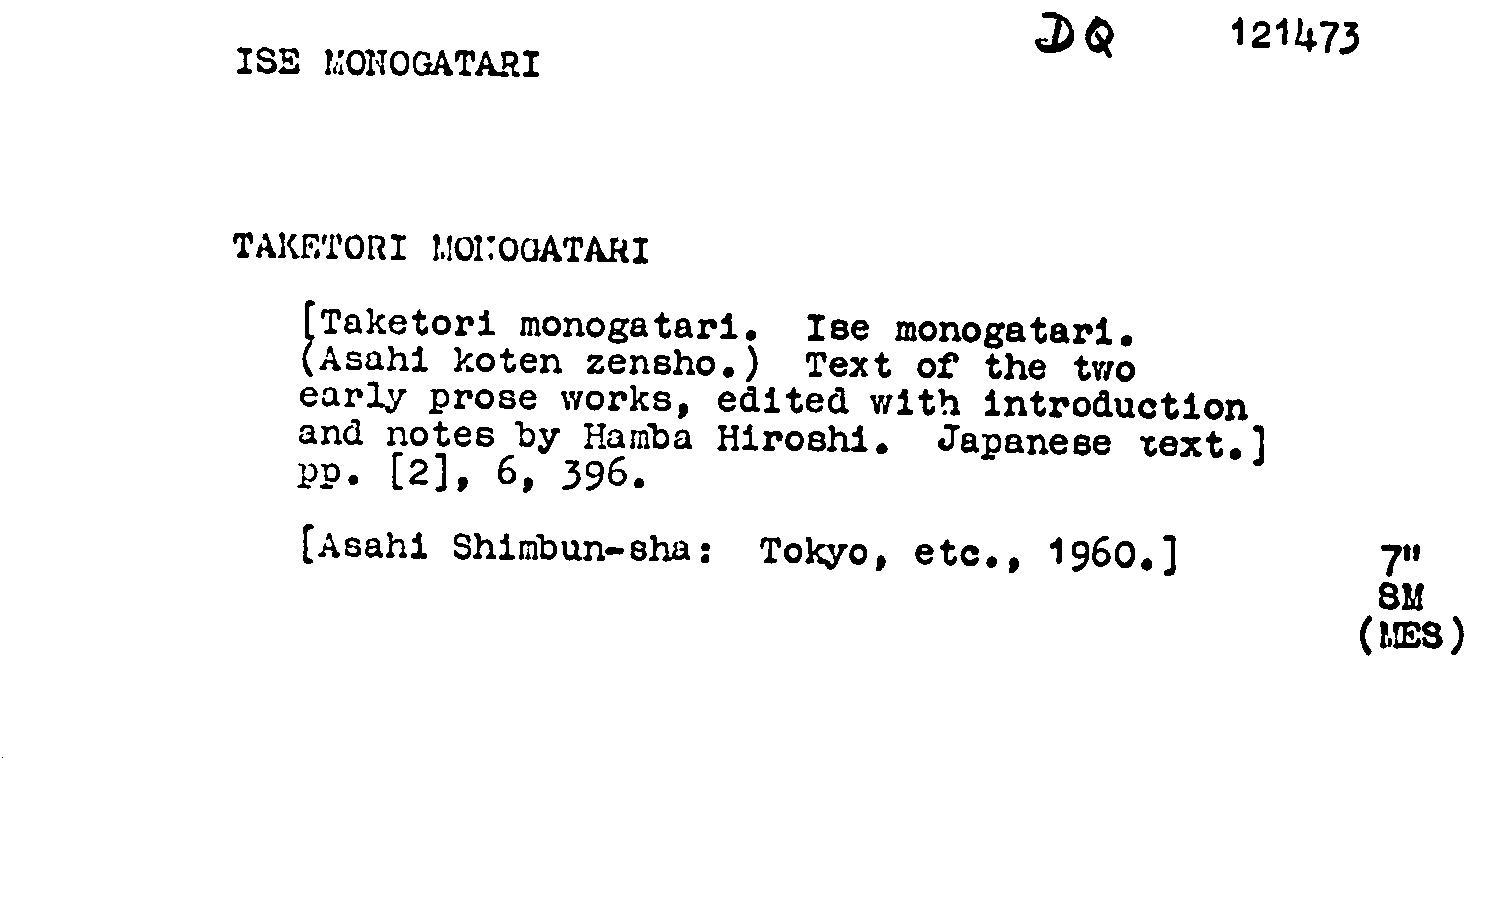 DQ 121473
ISE MONOGATARI
TAKETORI MONOGATARI
[Taketori monogatari. Ise monogatari.
(Asahi koten zensho.) Text of the two
early prose works, edited with introduction
and notes by Hamba Hiroshi. Japanese text.]
pp. [2], 6, 396.
[Asahi Shimbun-sha: Tokyo, etc., 1960.]
7"
SM
(MES)